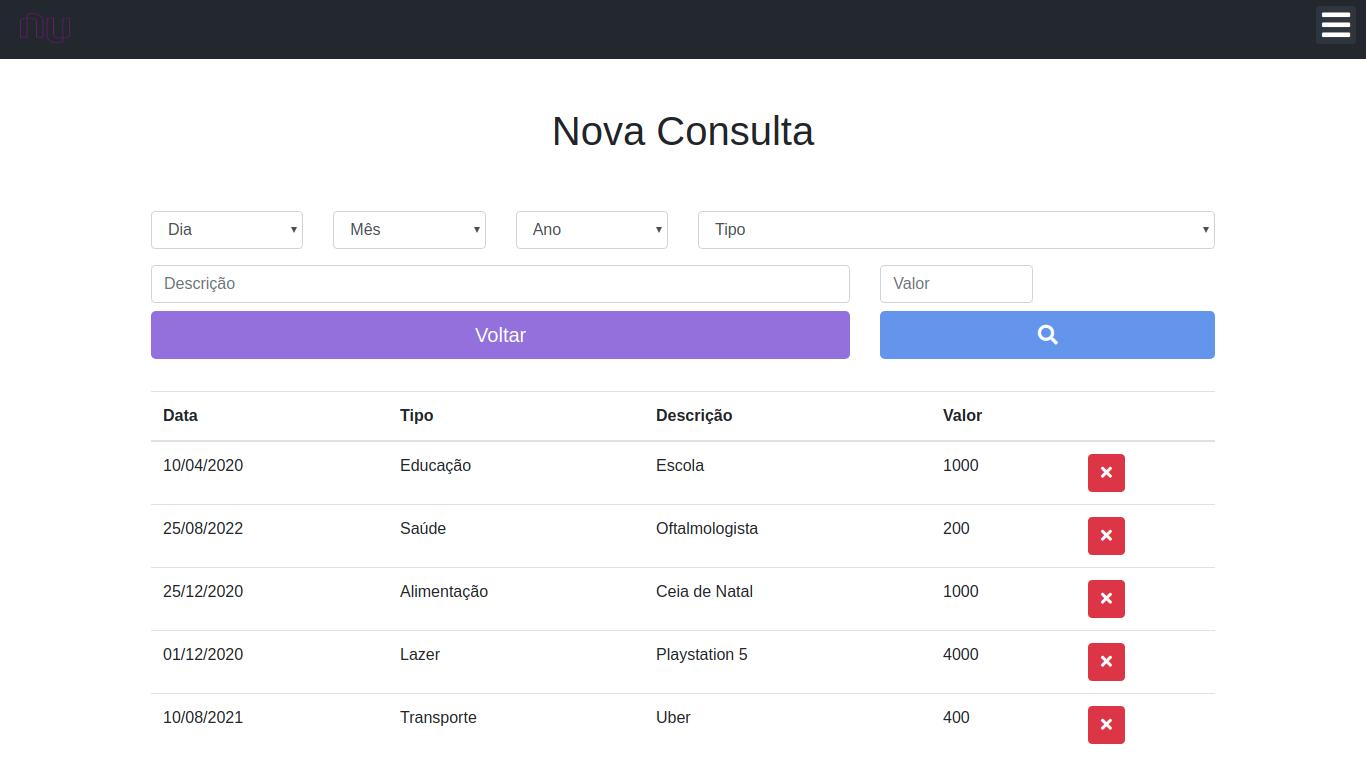 ny
Nova Consulta
Dia Mês Ano Tipo
Descrição Valor
Voltar
Data Tipo Descrição Valor
10/04/2020 Educação Escola 1000
25/08/2022 Saúde Oftalmologista 200
25/12/2020 Alimentação Ceia de Natal 1000
01/12/2020 Lazer Playstation 5 4000
10/08/2021 Transporte Uber 400